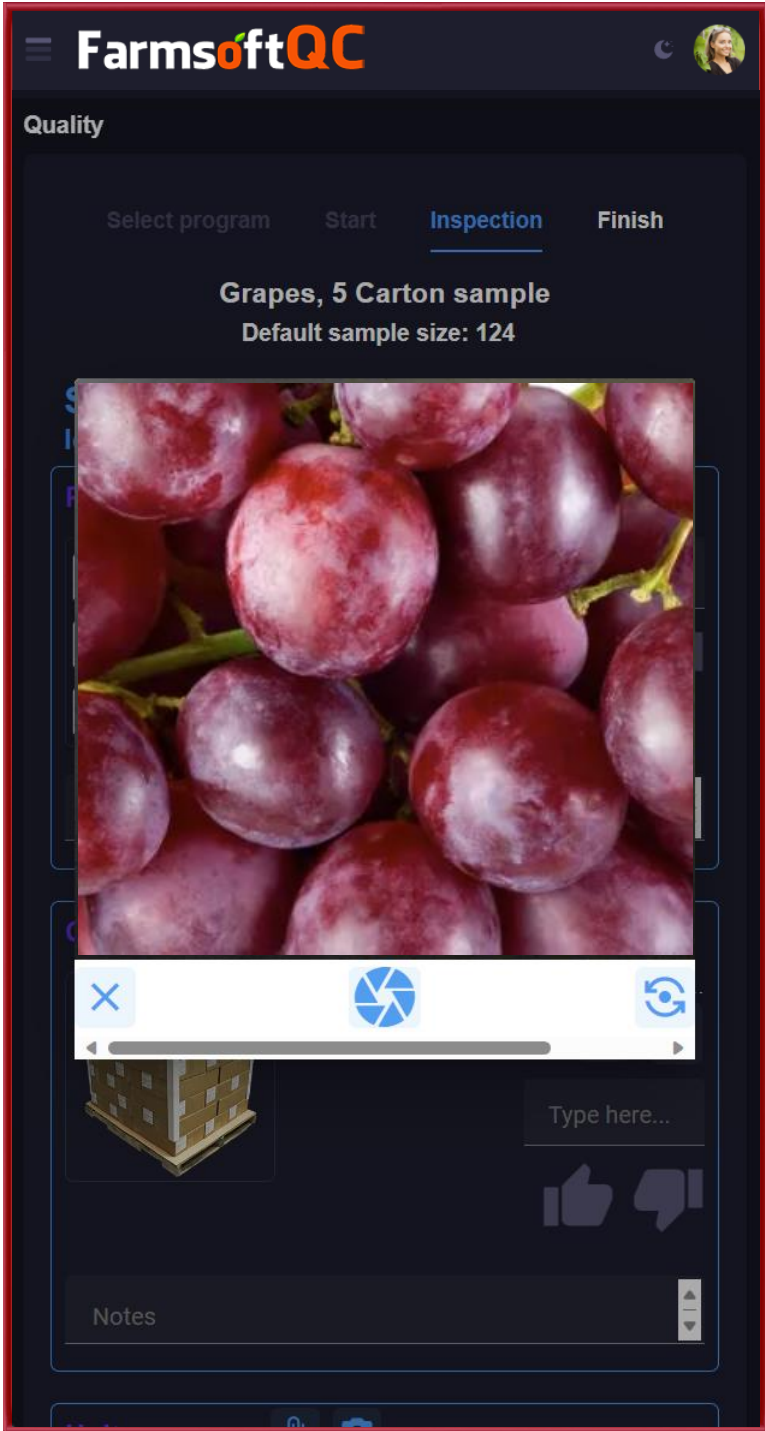 FarmsoftQC
Quality
Select program Start Inspection Finish
Grapes, 5 Carton sample
Default sample size: 124
Type here...
Notes